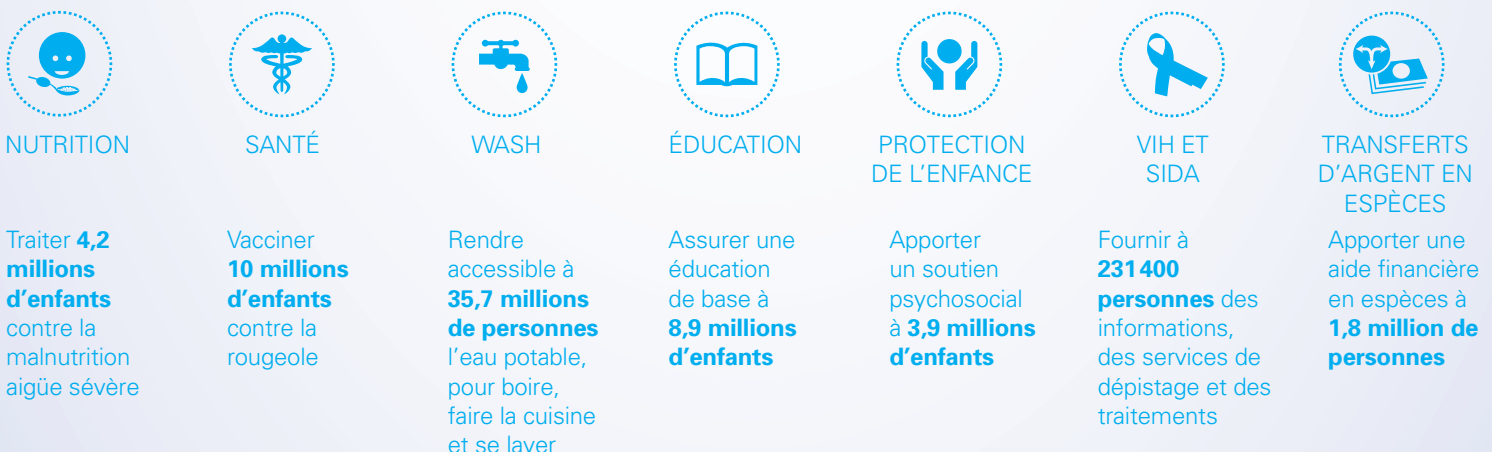 NUTRITION
Traiter 4,2
millions
d’enfants
contre la
malnutrition
aigüe sévère
SANTÉ
Vacciner
10 millions
d’enfants
contre la
rougeole
WASH
Rendre
accessible à
35,7 millions
de personnes
l’eau potable,
pour boire,
faire la cuisine
et se laver
ÉDUCATION
Assurer une
éducation
de base à
8,9 millions
d’enfants
PROTECTION
DE L’ENFANCE
Apporter
un soutien
psychosocial
à 3,9 millions
d’enfants
VIH ET
SIDA
Fournir à
231 400
personnes des
informations,
des services de
dépistage et des
traitements
TRANSFERTS
D’ARGENT EN
ESPÈCES
Apporter une
aide financière
en espèces à
1,8 million de
personnes